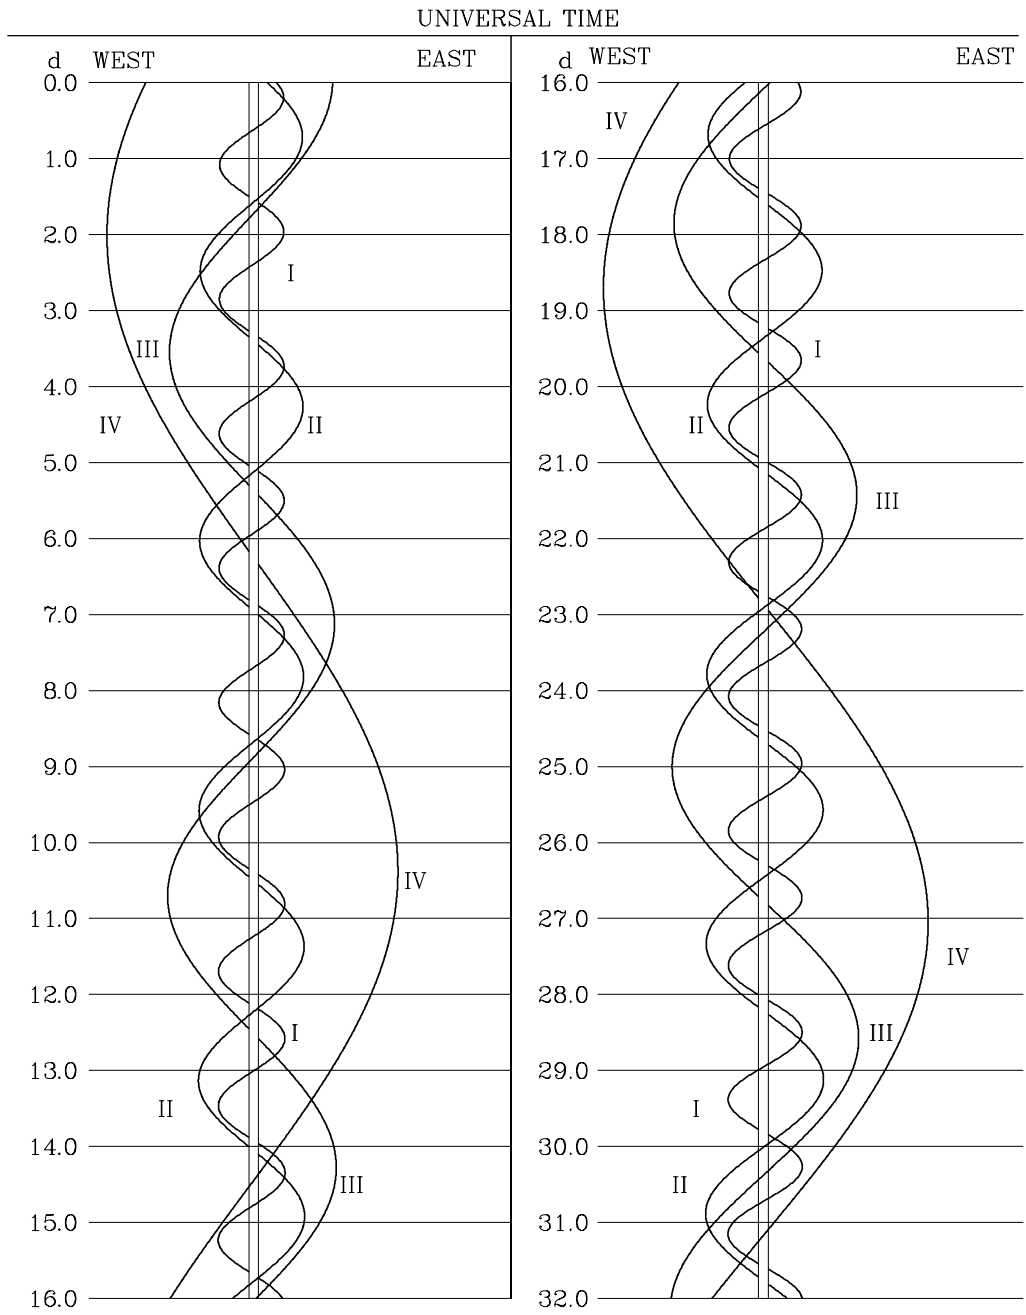 UNIVERSAL TIME
d WEST EAST
0.0
1.0
2.0
I
3.0
III
4.0
IV II
5.0
6.0
7.0
8.0
9.0
10.0
IV
11.0
12.0
I
13.0
II
14.0
III
15.0
16.0
d WEST EAST
16.0
IV
17.0
18.0
19.0
I
20.0
II
21.0
III
22.0
23.0
24.0
25.0
26.0
27.0
IV
28.0
III
29.0
I
30.0
II
31.0
32.0